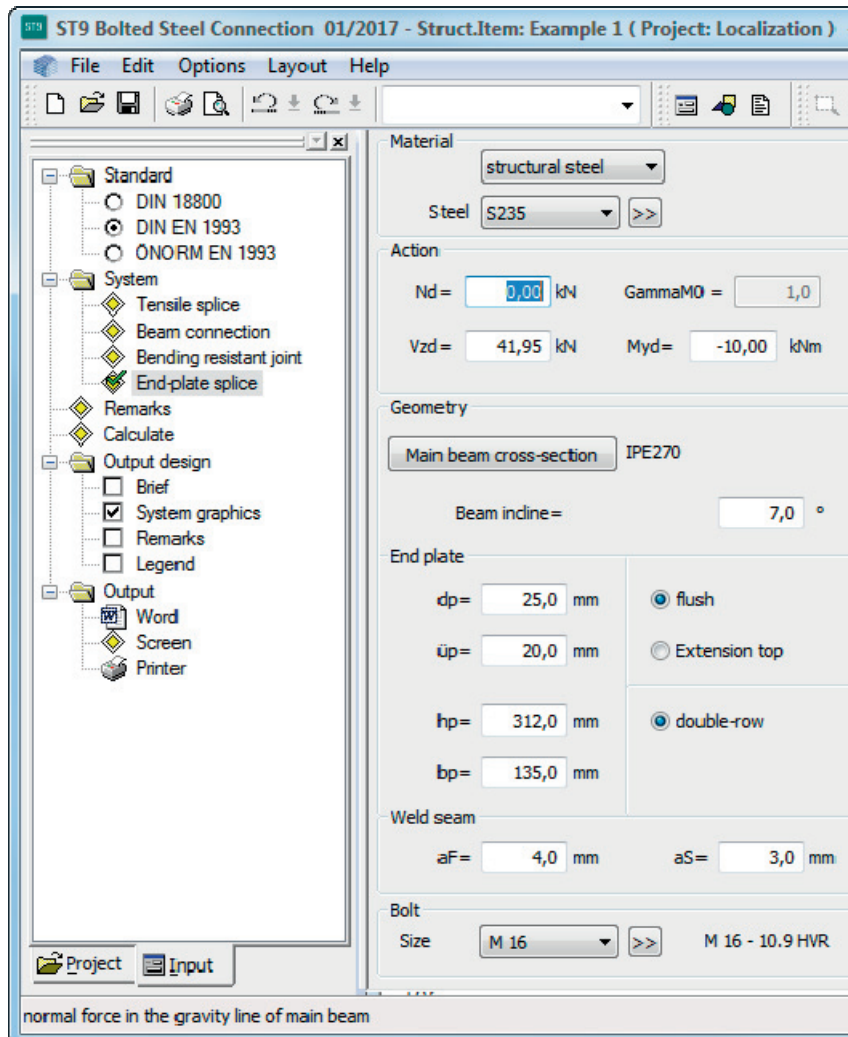 ST9 ST9 Bolted Steel Connection 01/2017 - Struct.Item: Example 1 ( Project: Localization )
File Edit Options Layout Help
Standard
DIN 18800
DIN EN 1993
ÖNORM EN 1993
System
Tensile splice
Beam connection
Bending resistant joint
End-plate splice
Remarks
Calculate
Output design
Brief
System graphics
Remarks
Legend
Output
Word
Screen
Printer
Project Input
Material
structural steel
Steel S235 >>
Action
Nd = 0,00 kN GammaM0 = 1,0
Vzd = 41,95 kN Myd= -10,00 kNm
Geometry
Main beam cross-section IPE270
Beam incline= 7,0 °
End plate
dp= 25,0 mm flush
üp= 20,0 mm Extension top
hp= 312,0 mm double-row
bp= 135,0 mm
Weld seam
aF= 4,0 mm aS= 3,0 mm
Bolt
Size M 16 >> M 16 - 10.9 HVR
normal force in the gravity line of main beam